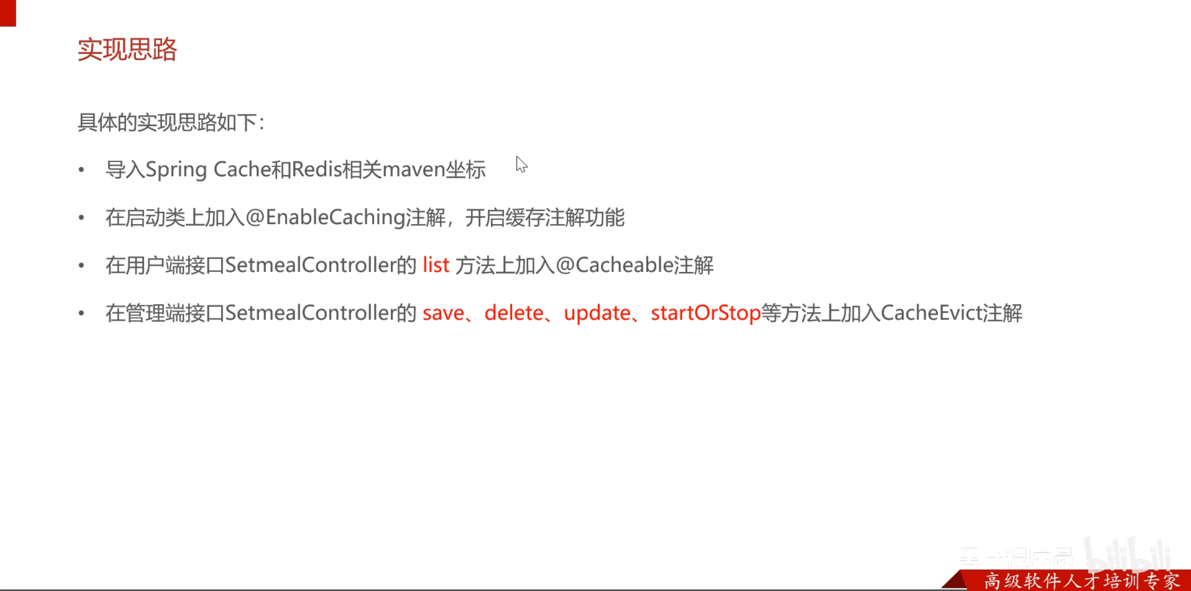 实现思路
具体的实现思路如下：
• 导入Spring Cache和Redis相关maven坐标
• 在启动类上加入@EnableCaching注解，开启缓存注解功能
• 在用户端接口SetmealController的 list 方法上加入@Cacheable注解
• 在管理端接口SetmealController的 save、delete、update、startOrStop等方法上加入CacheEvict注解
bilibili
高级软件人才培训专家